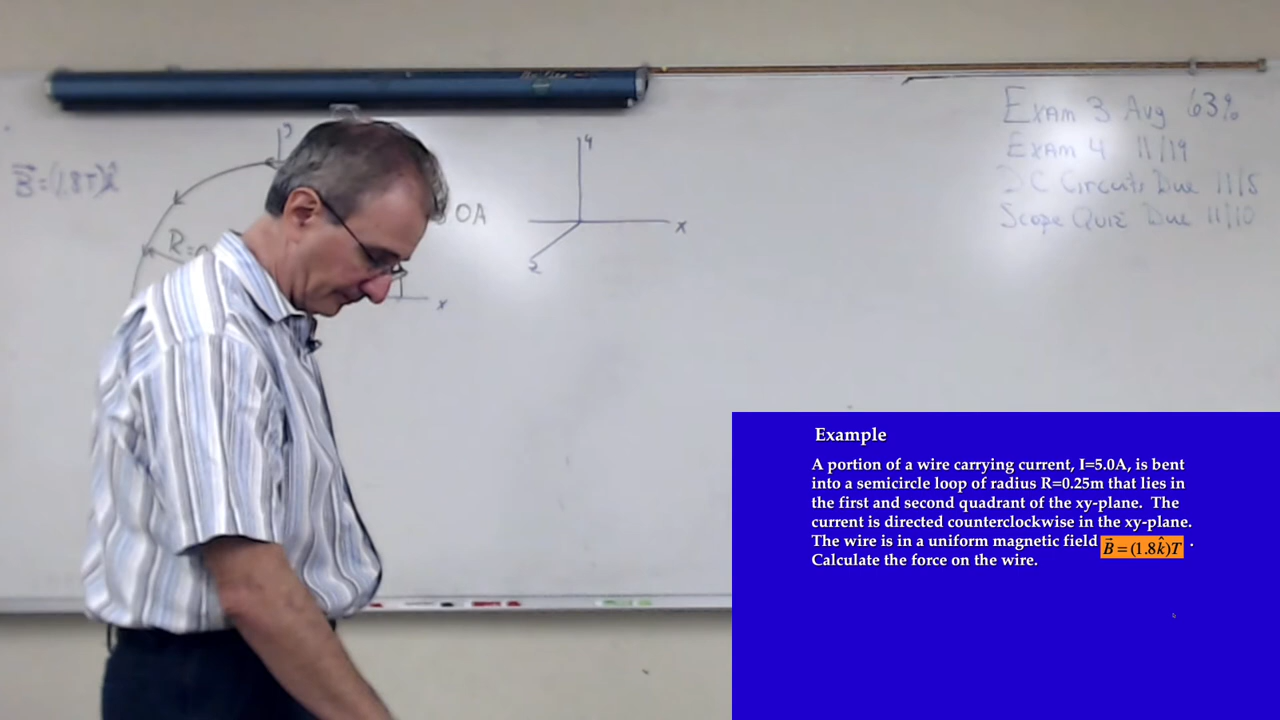 Exam 3 Avg 63%
Exam 4 11/19
DC Circuits Due 11/8
Scope Quiz Due 11/10
B⃗=(1.8T)k̂
y
R=0
0A
x
y
x
z
Example
A portion of a wire carrying current, I=5.0A, is bent
into a semicircle loop of radius R=0.25m that lies in
the first and second quadrant of the xy-plane. The
current is directed counterclockwise in the xy-plane.
The wire is in a uniform magnetic field B⃗ = (1.8k̂)T .
Calculate the force on the wire.